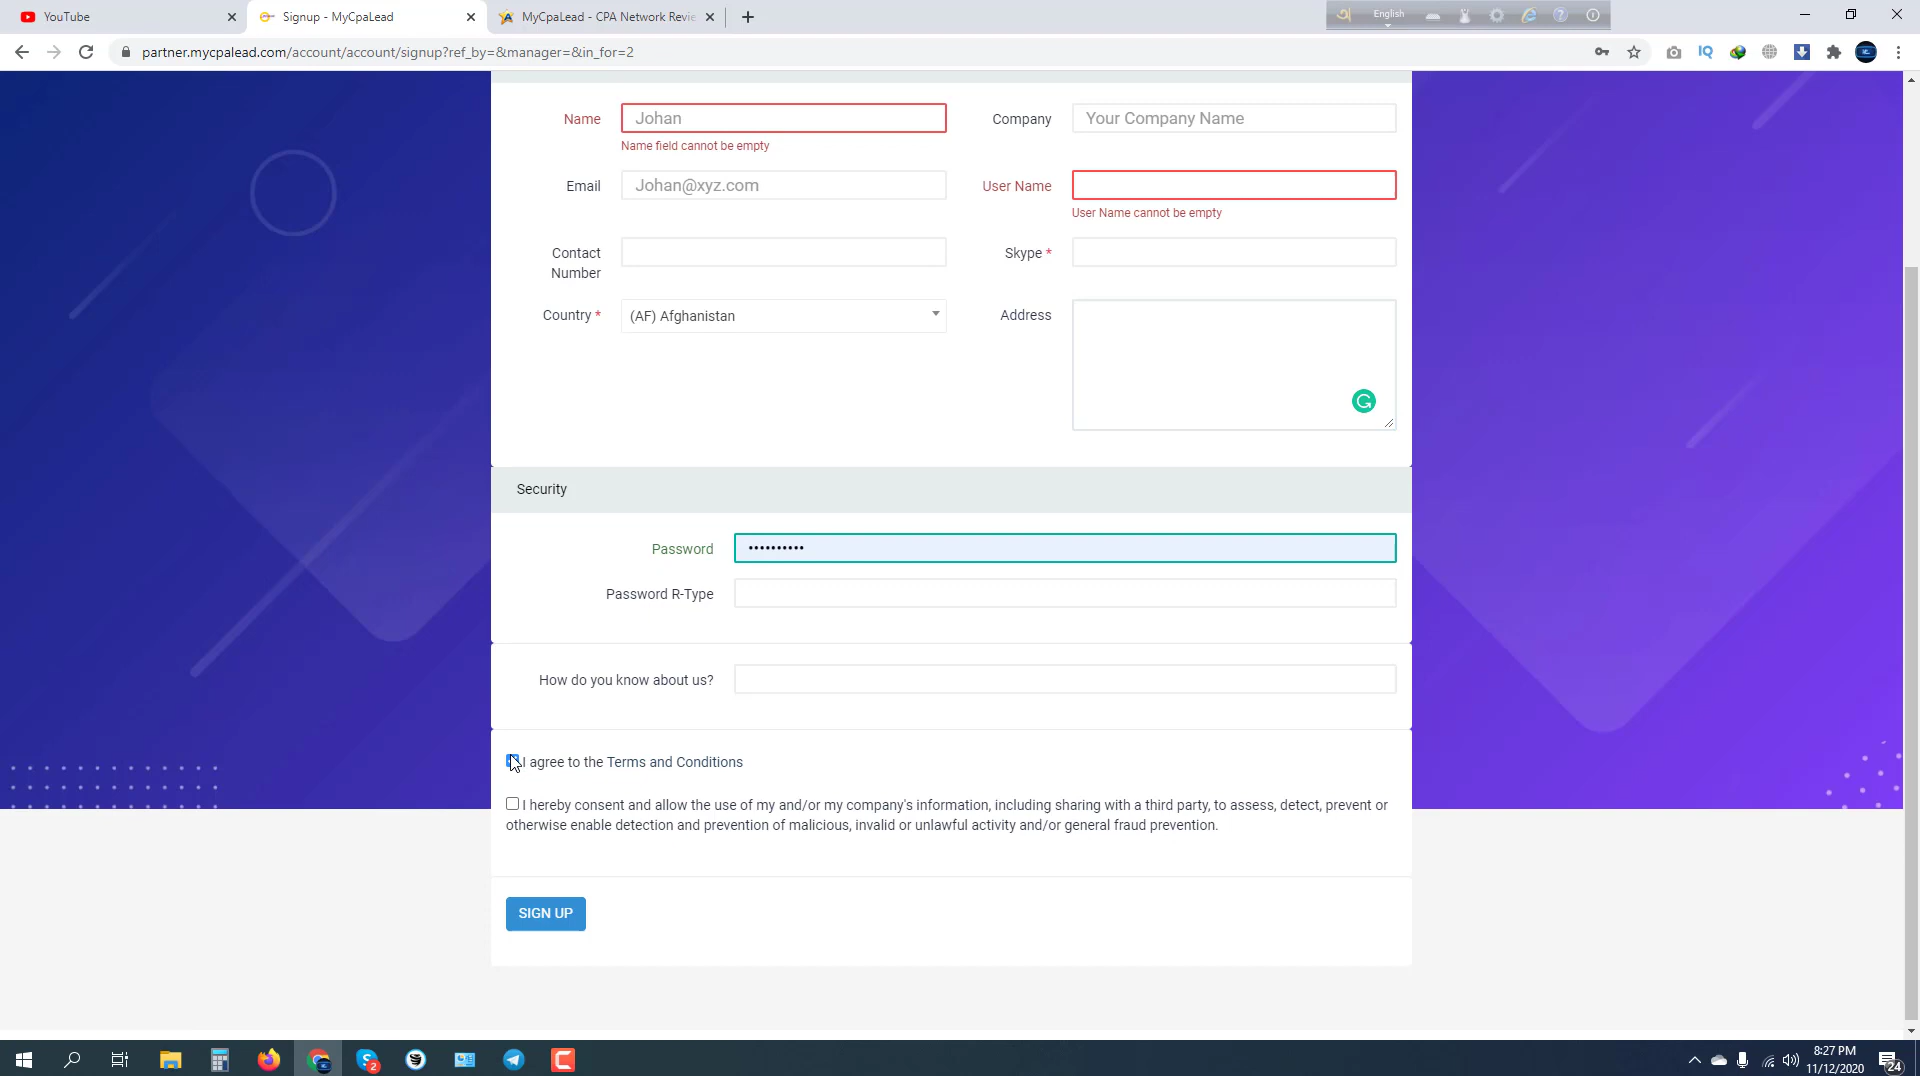 YouTube
Signup - MyCpaLead
MyCpaLead - CPA Network Revie
English
partner.mycpalead.com/account/account/signup?ref_by=&manager=&in_for=2
IQ
Name
Johan
Name field cannot be empty
Company
Your Company Name
Email
Johan@xyz.com
User Name
User Name cannot be empty
Contact
Number
Skype *
Country *
(AF) Afghanistan
Address
Security
Password
••••••••••
Password R-Type
How do you know about us?
I agree to the Terms and Conditions
I hereby consent and allow the use of my and/or my company's information, including sharing with a third party, to assess, detect, prevent or
otherwise enable detection and prevention of malicious, invalid or unlawful activity and/or general fraud prevention.
SIGN UP
2
8:27 PM
11/12/2020
24